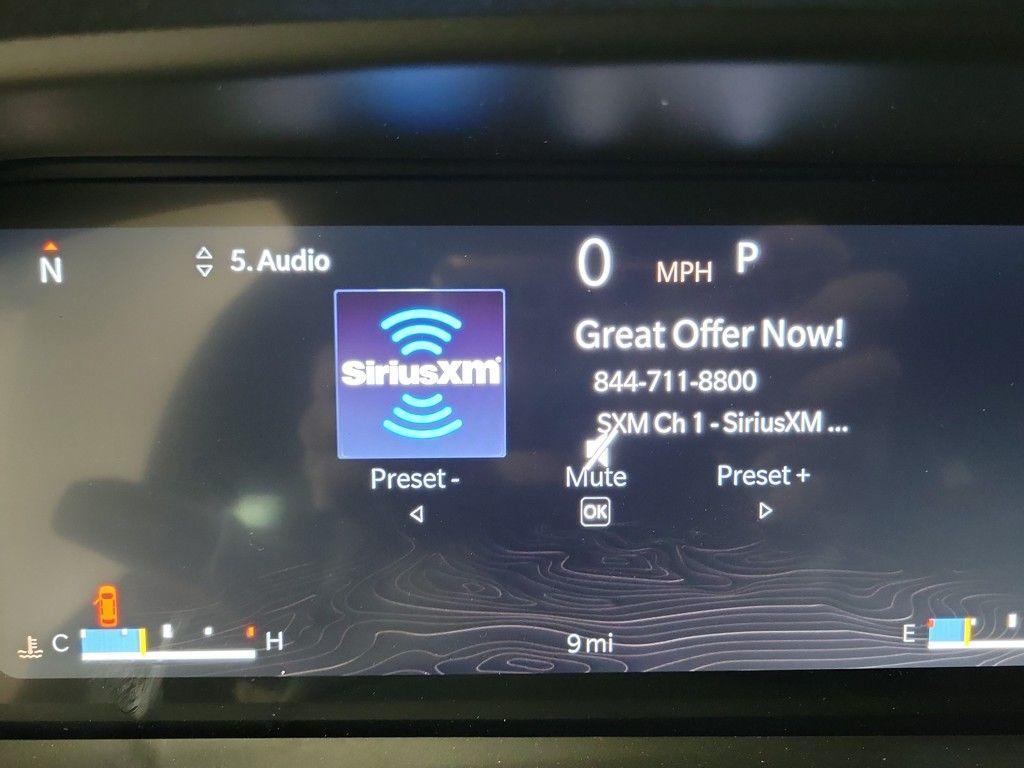 N
5. Audio
0 MPH P
SiriusXm
Great Offer Now!
844-711-8800
SXM Ch 1 - SiriusXM ...
Preset -
Mute
Preset +
OK
C
H
9 mi
E